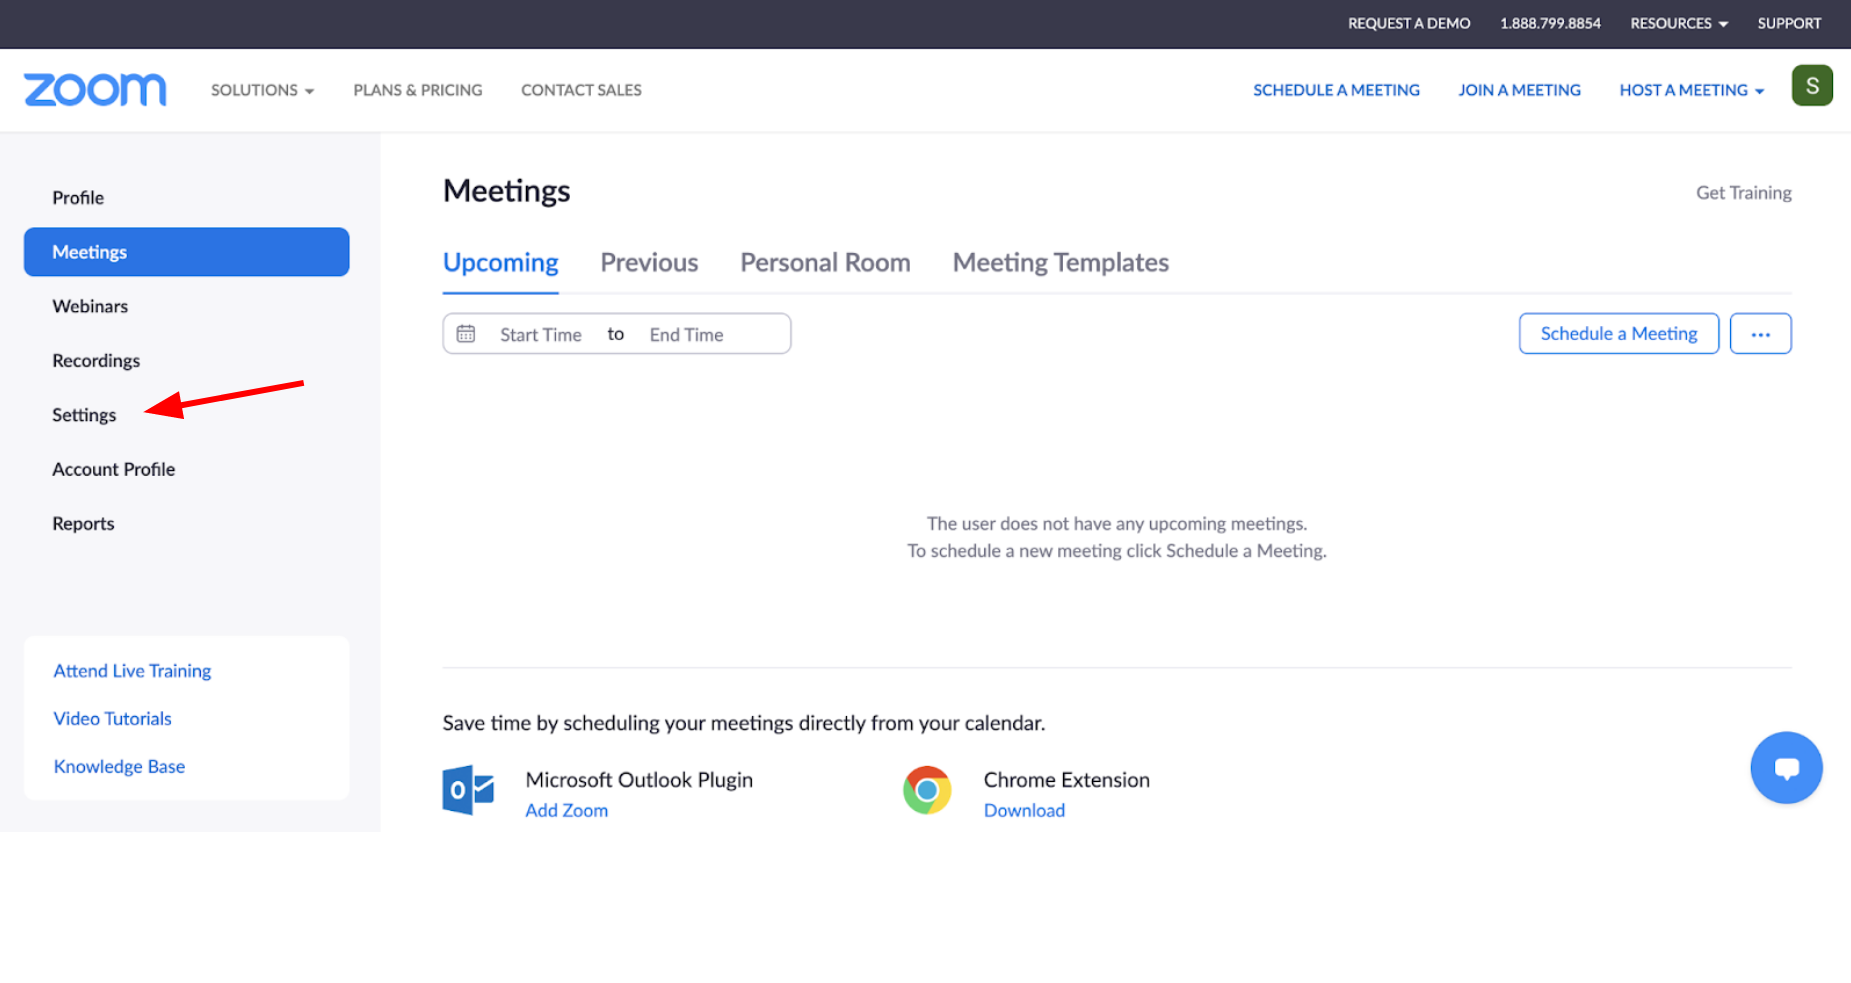 REQUEST A DEMO 1.888.799.8854 RESOURCES SUPPORT
zoom SOLUTIONS PLANS & PRICING CONTACT SALES SCHEDULE A MEETING JOIN A MEETING HOST A MEETING S
Profile
Meetings
Webinars
Recordings
Settings
Account Profile
Reports
Attend Live Training
Video Tutorials
Knowledge Base
Meetings
Get Training
Upcoming Previous Personal Room Meeting Templates
Start Time to End Time
Schedule a Meeting
The user does not have any upcoming meetings.
To schedule a new meeting click Schedule a Meeting.
Save time by scheduling your meetings directly from your calendar.
Microsoft Outlook Plugin
Add Zoom
Chrome Extension
Download